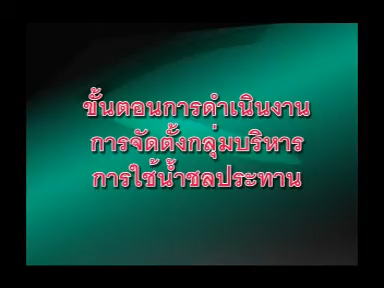 ขั้นตอนการดำเนินงาน
การจัดตั้งกลุ่มบริหาร
การใช้น้ำชลประทาน